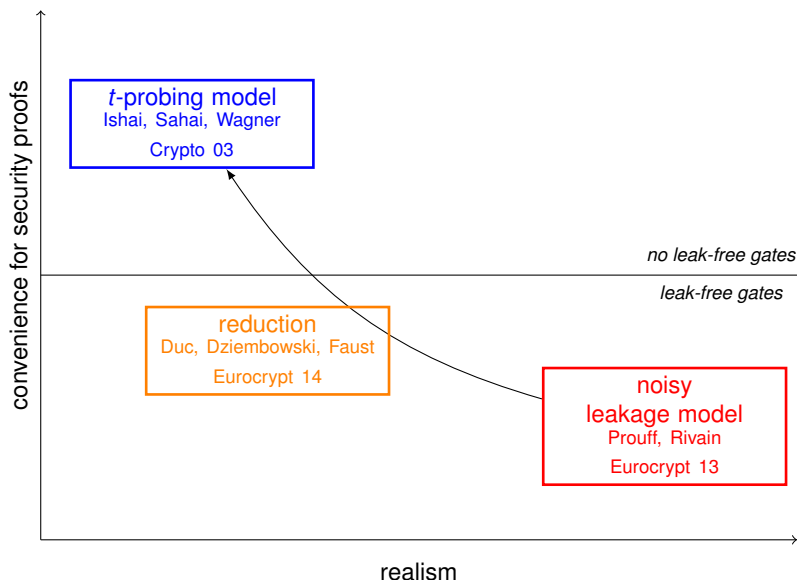 convenience for security proofs
t-probing model
Ishai, Sahai, Wagner
Crypto 03
no leak-free gates
leak-free gates
reduction
Duc, Dziembowski, Faust
Eurocrypt 14
noisy
leakage model
Prouff, Rivain
Eurocrypt 13
realism